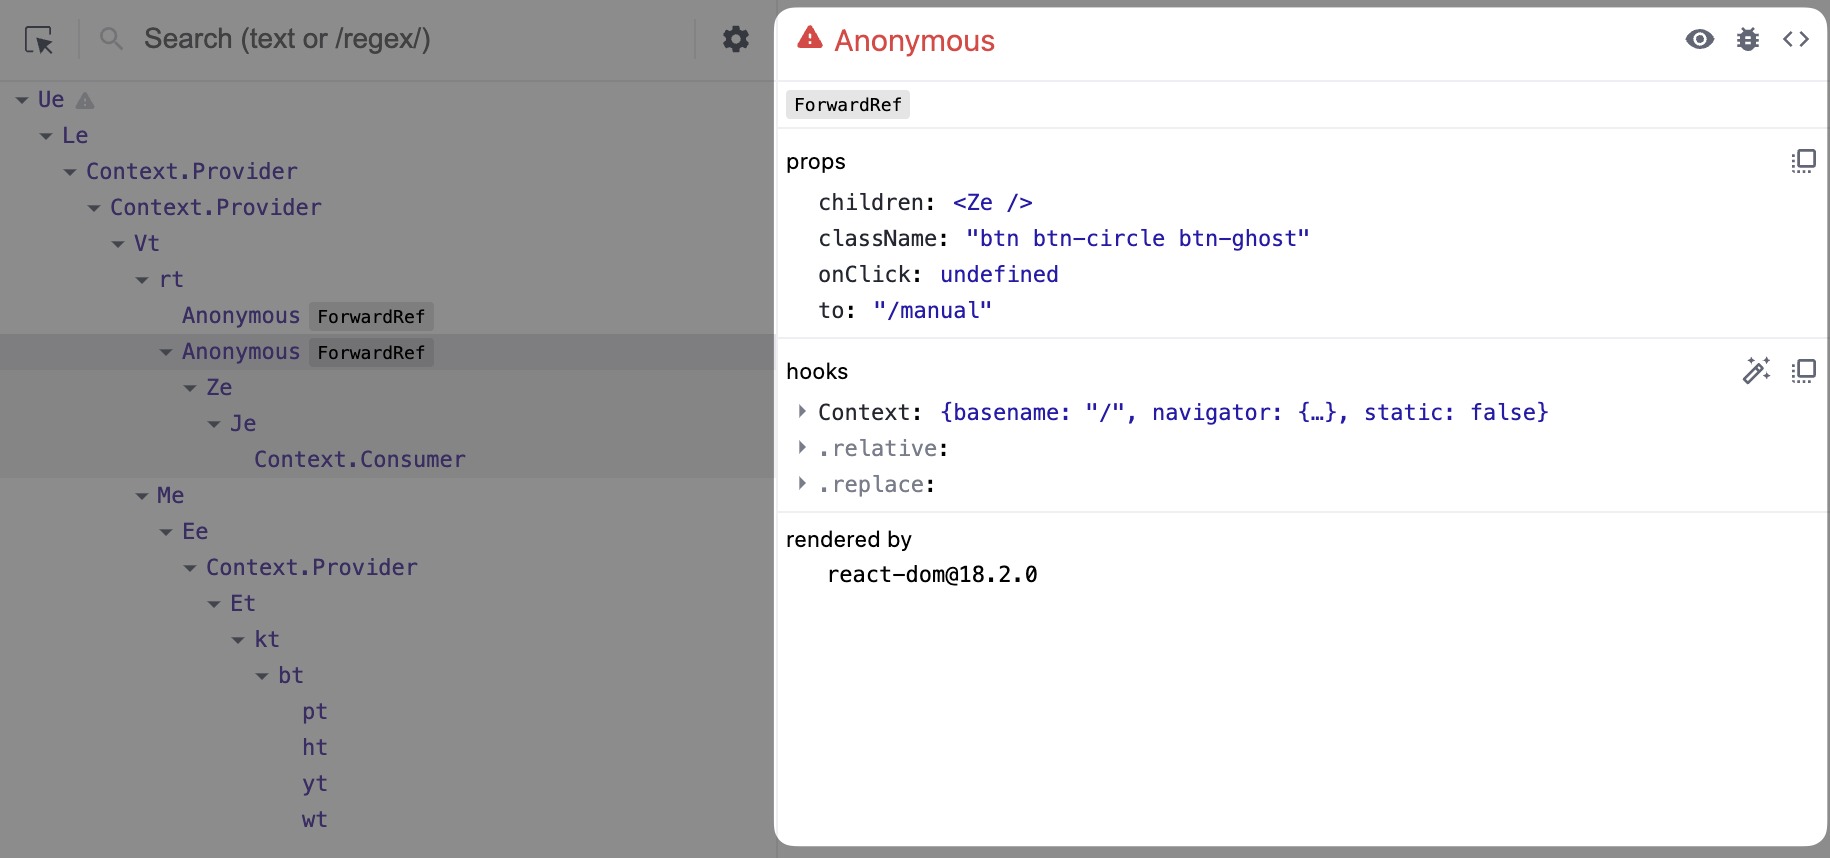 Search (text or /regex/)
Ue
Le
Context.Provider
Context.Provider
Vt
rt
Anonymous ForwardRef
Anonymous ForwardRef
Ze
Je
Context.Consumer
Me
Ee
Context.Provider
Et
kt
bt
pt
ht
yt
wt
Anonymous
ForwardRef
props
children: <Ze />
className: "btn btn-circle btn-ghost"
onClick: undefined
to: "/manual"
hooks
Context: {basename: "/", navigator: {…}, static: false}
.relative:
.replace:
rendered by
react-dom@18.2.0